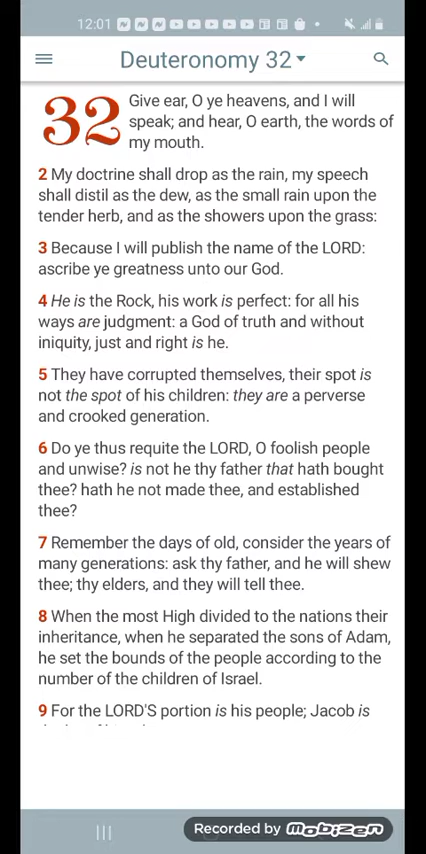 12:01
Deuteronomy 32
32 Give ear, O ye heavens, and I will
speak; and hear, O earth, the words of
my mouth.
2 My doctrine shall drop as the rain, my speech
shall distil as the dew, as the small rain upon the
tender herb, and as the showers upon the grass:
3 Because I will publish the name of the LORD:
ascribe ye greatness unto our God.
4 He is the Rock, his work is perfect: for all his
ways are judgment: a God of truth and without
iniquity, just and right is he.
5 They have corrupted themselves, their spot is
not the spot of his children: they are a perverse
and crooked generation.
6 Do ye thus requite the LORD, O foolish people
and unwise? is not he thy father that hath bought
thee? hath he not made thee, and established
thee?
7 Remember the days of old, consider the years of
many generations: ask thy father, and he will shew
thee; thy elders, and they will tell thee.
8 When the most High divided to the nations their
inheritance, when he separated the sons of Adam,
he set the bounds of the people according to the
number of the children of Israel.
9 For the LORD'S portion is his people; Jacob is
Recorded by mobizen